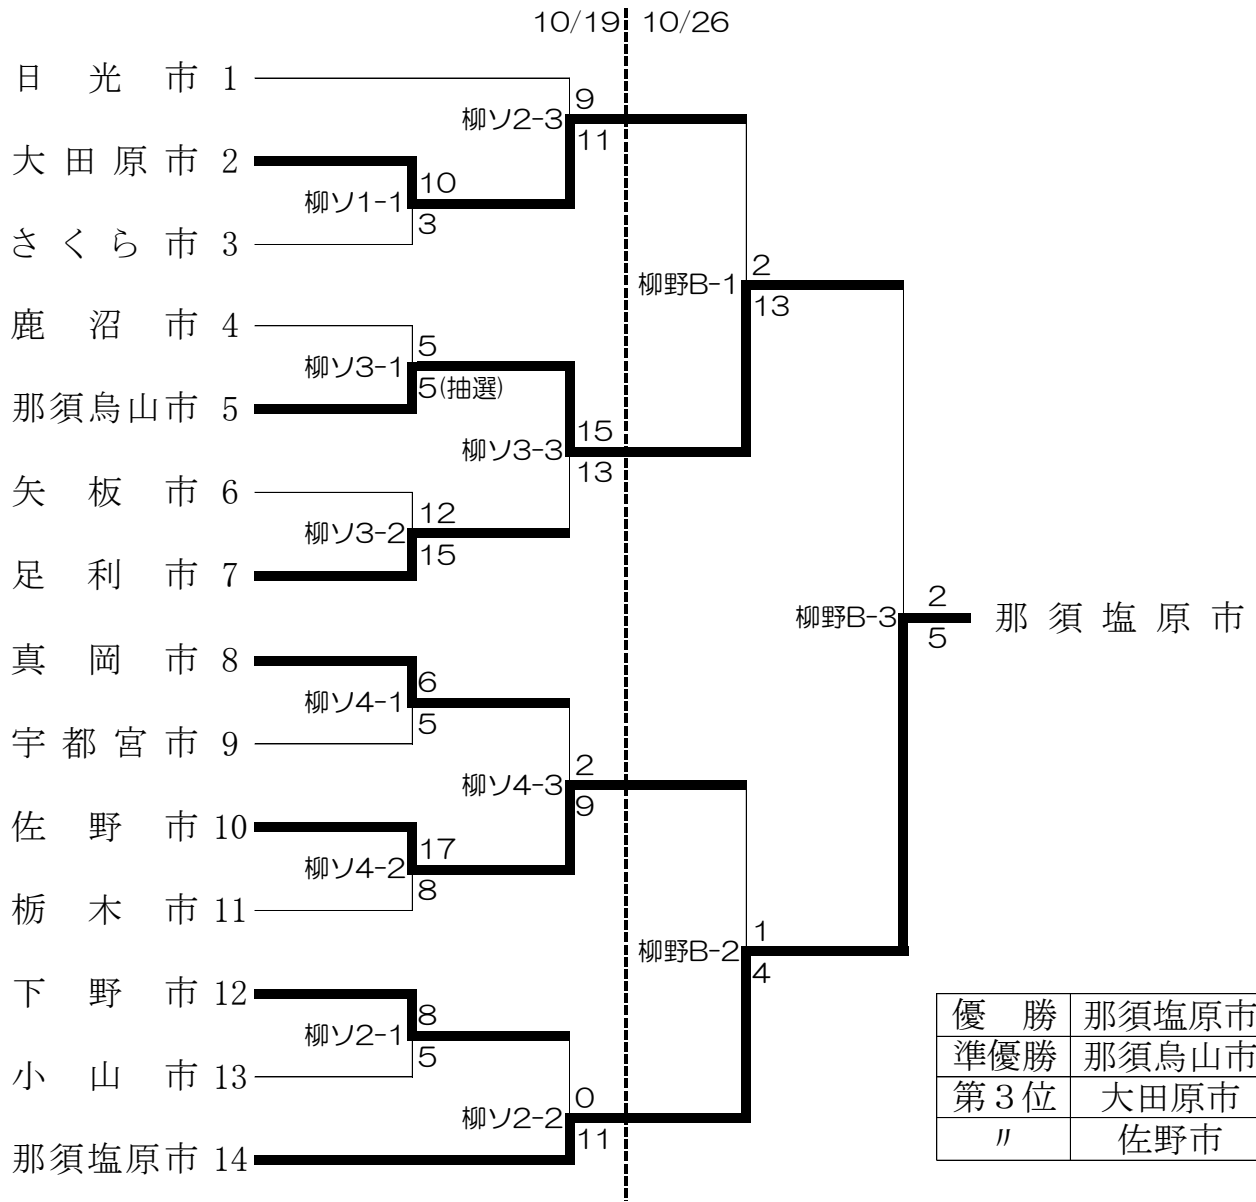 10/19 10/26
日光市 1
9
柳ソ2-3
11
大田原市 2
10
柳ソ1-1
3
さくら市 3
2
柳野B-1
13
鹿沼市 4
5
柳ソ3-1
5(抽選)
那須烏山市 5
15
柳ソ3-3
13
矢板市 6
12
柳ソ3-2
15
足利市 7
2
柳野B-3
5
那須塩原市
真岡市 8
6
柳ソ4-1
5
宇都宮市 9
2
柳ソ4-3
9
佐野市 10
17
柳ソ4-2
8
栃木市 11
1
柳野B-2
4
下野市 12
8
柳ソ2-1
5
小山市 13
0
柳ソ2-2
11
那須塩原市 14
優勝 那須塩原市
準優勝 那須烏山市
第3位 大田原市
〃 佐野市